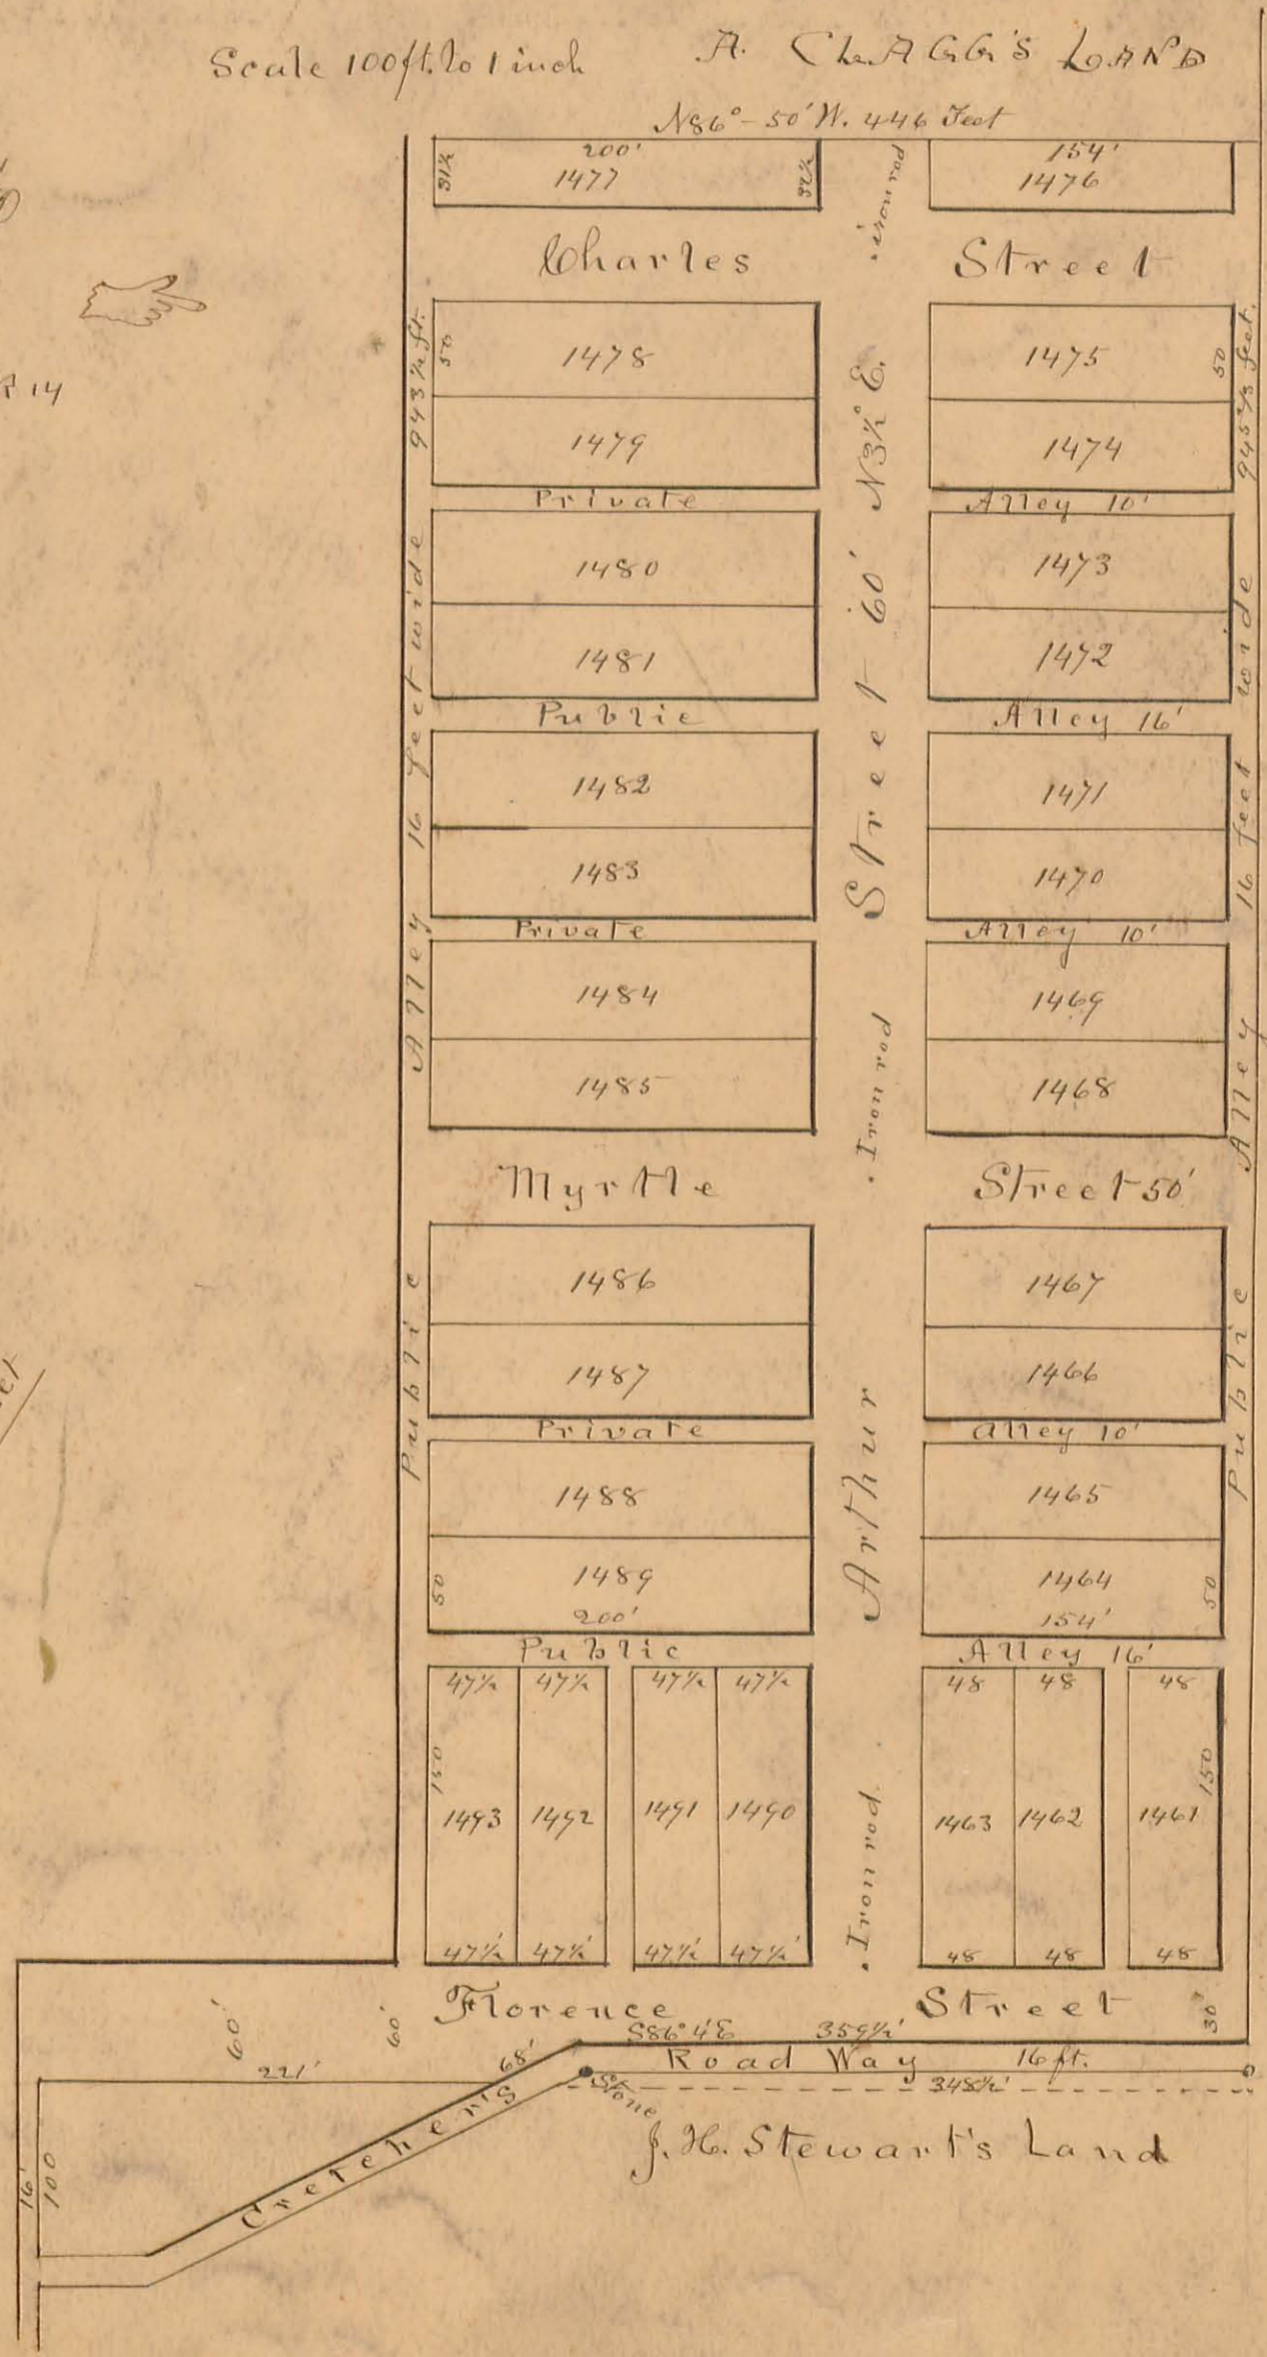 Scale 100ft. to 1 inch
A. CLAGG'S LAND
N86°-50'W. 446 Feet
200'
154'
31½
1477
32½
iron rod
1476
Charles Street
R 14
943½ ft.
50
1478
1475
50
945⅔ feet.
1479
N3½° E.
1474
Private Alley 10'
1480
1473
1481
1472
Public Alley 16'
1482
1471
1483
1470
Private Alley 10'
1484
1469
1485
1468
Public Alley 16 feet wide
Public Alley 16 feet wide
Iron rod
Arthur Street 60'
Myrtle Street 50'
1486
1467
1487
1466
Private Alley 10'
1488
1465
50
1489
1464
50
200'
154'
Public Alley 16'
47½ 47½ 47½ 47½ 48 48 48
150
150
1493 1492 1491 1490 1463 1462 1461
Iron rod
47½ 47½ 47½ 47½ 48 48 48
Florence Street
60'
60'
30'
S86°4'E 359½'
221'
68'
Road Way 16 ft.
Stone
348½'
Cretcher's
16'
100
J. H. Stewart's Land